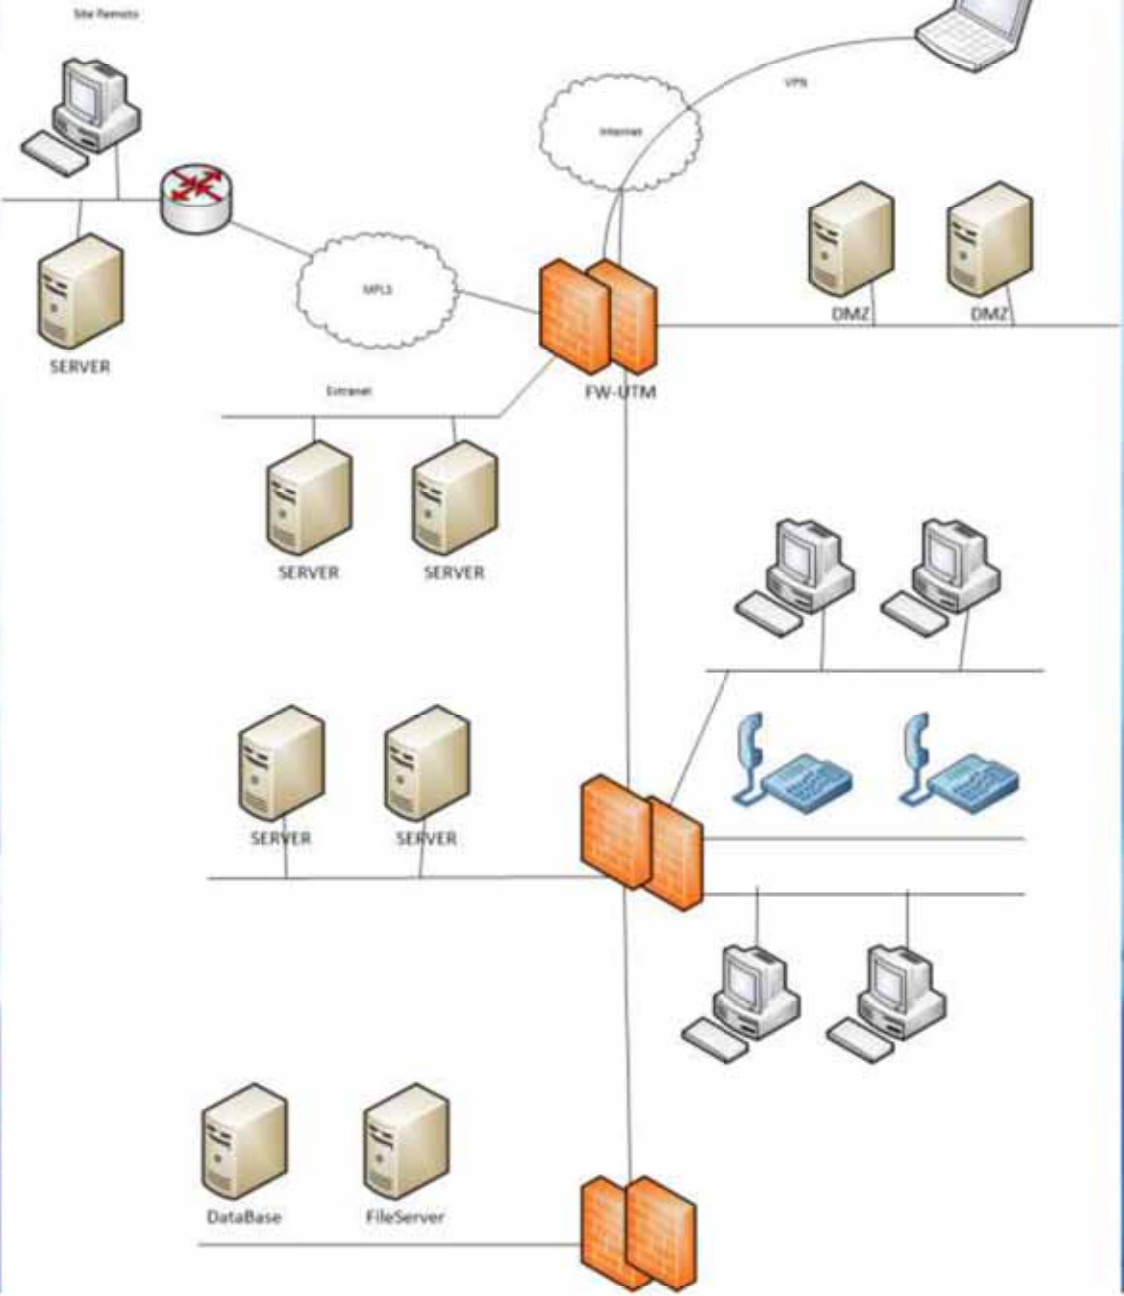 Site Remoto
VPN
Internet
MPLS
DMZ
DMZ
SERVER
Extranet
FW-UTM
SERVER
SERVER
SERVER
SERVER
DataBase
FileServer